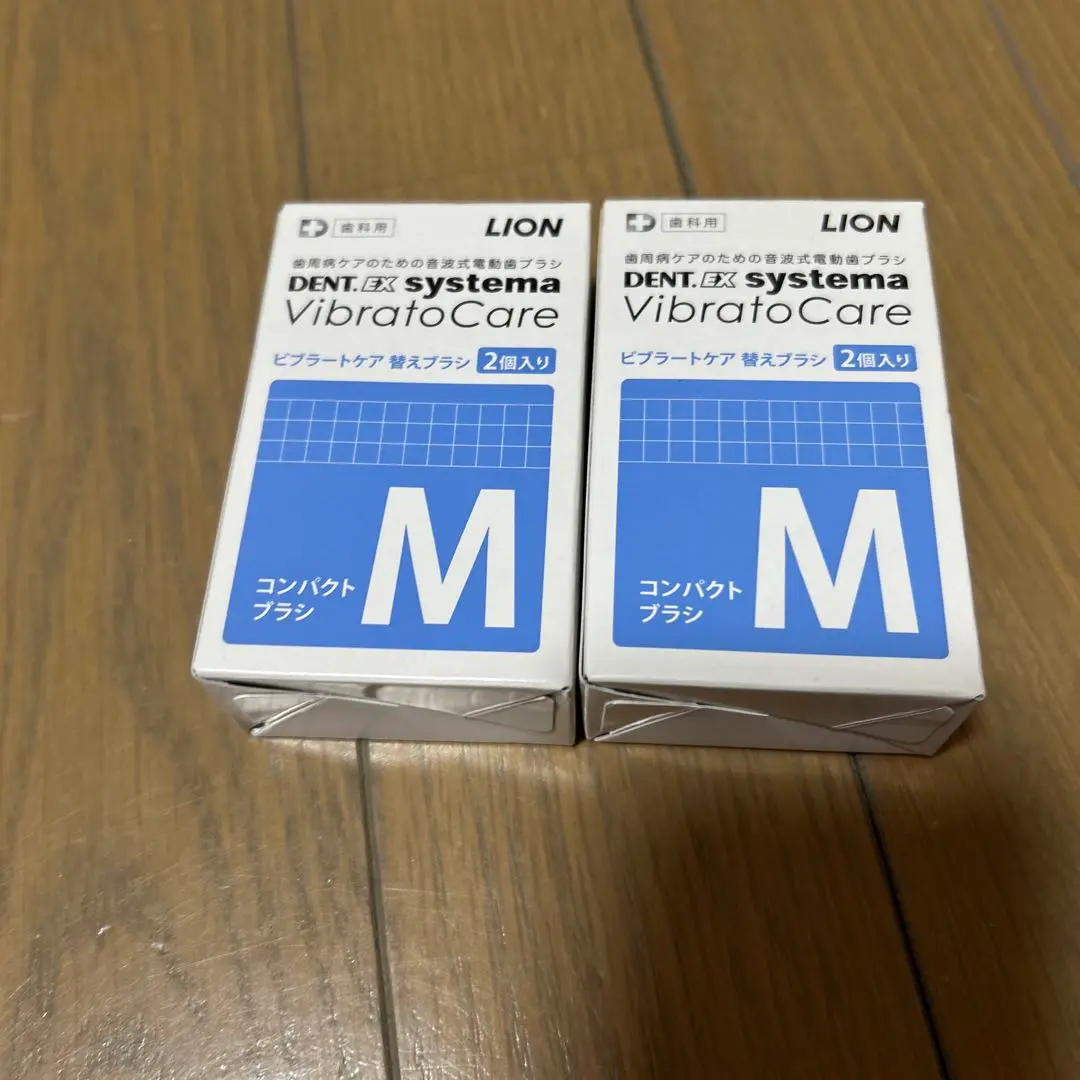 歯科用 LION
歯周病ケアのための音波式電動歯ブラシ
DENT.EX systema
VibratoCare
ビブラートケア 替えブラシ 2個入り
M
コンパクト
ブラシ
歯科用 LION
歯周病ケアのための音波式電動歯ブラシ
DENT.EX systema
VibratoCare
ビブラートケア 替えブラシ 2個入り
M
コンパクト
ブラシ